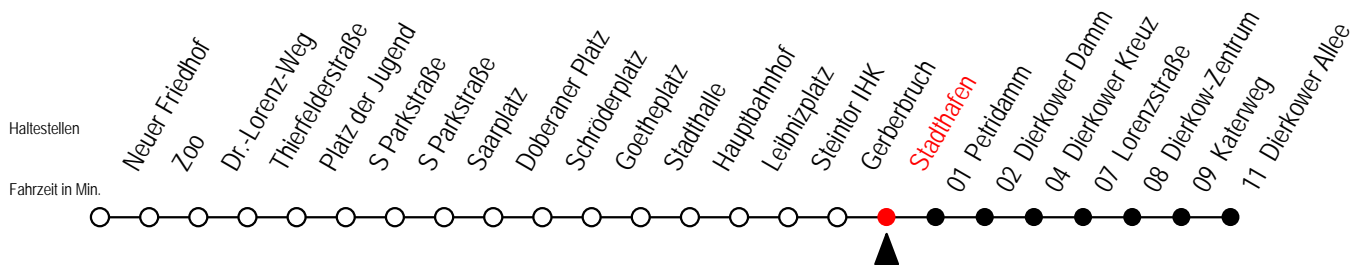 Haltestellen
Fahrzeit in Min.
Neuer Friedhof
Zoo
Dr.-Lorenz-Weg
Thierfelderstraße
Platz der Jugend
S Parkstraße
S Parkstraße
Saarplatz
Doberaner Platz
Schröderplatz
Goetheplatz
Stadthalle
Hauptbahnhof
Leibnizplatz
Steintor IHK
Gerberbruch
Stadthafen
01 Petridamm
02 Dierkower Damm
04 Dierkower Kreuz
07 Lorenzstraße
08 Dierkow-Zentrum
09 Katerweg
11 Dierkower Allee